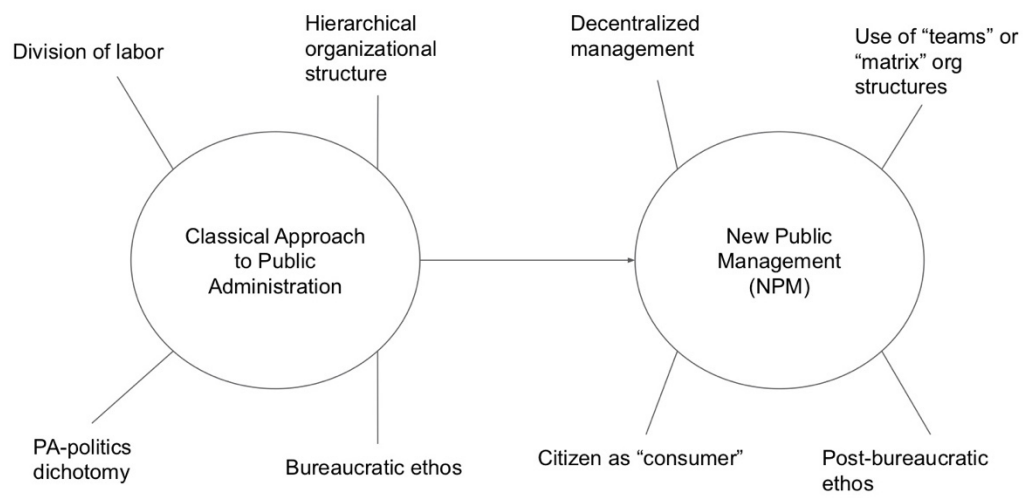 Division of labor
Hierarchical
organizational
structure
Decentralized
management
Use of “teams” or
“matrix” org
structures
Classical Approach
to Public
Administration
New Public
Management
(NPM)
PA-politics
dichotomy
Bureaucratic ethos
Citizen as “consumer”
Post-bureaucratic
ethos